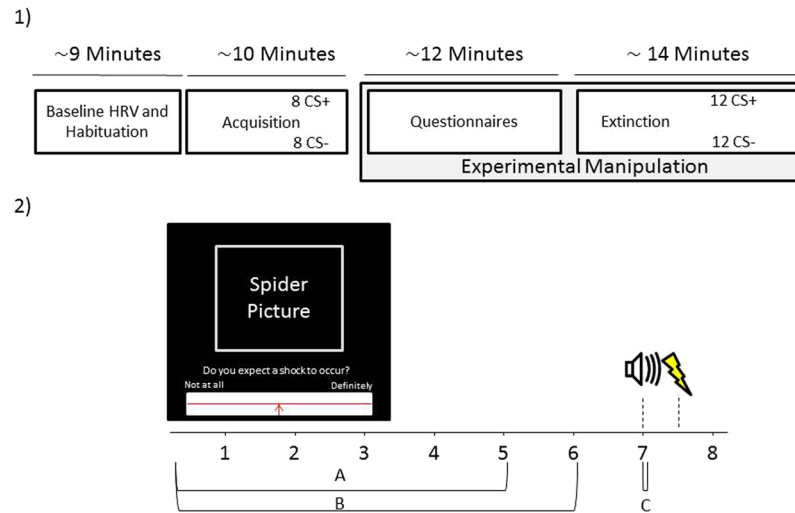 1)
~9 Minutes ~10 Minutes ~12 Minutes ~ 14 Minutes
Baseline HRV and
Habituation
Acquisition
8 CS+
8 CS-
Questionnaires
Extinction
12 CS+
12 CS-
Experimental Manipulation
2)
Spider
Picture
Do you expect a shock to occur?
Not at all Definitely
1 2 3 4 5 6 7 8
A
B C